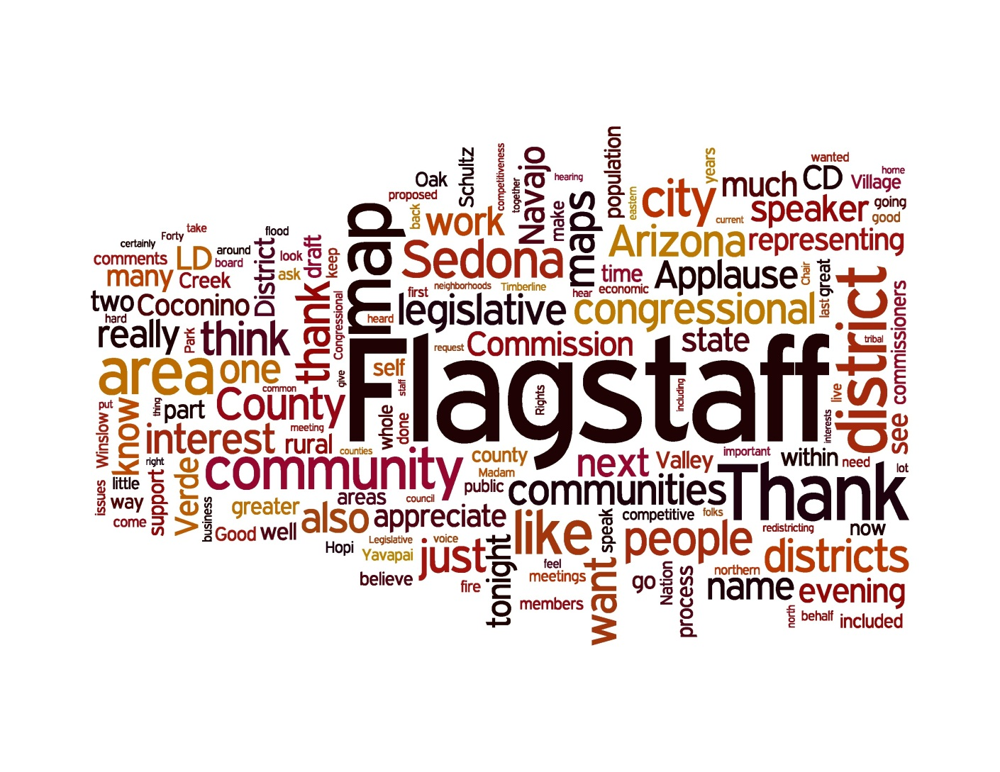 population
Schultz
competitiveness
Navajo
years
wanted
Oak
together
hearing
much
CD
home
Village
proposed
back
work
make
maps
eastern
city
current
speaker
going
good
take
Forty
flood
certainly
map
Sedona
Arizona
representing
comments
LD
around
board
District
look
draft
keep
many
Creek
ask
first
neighborhoods
Timberline
hear
time
economic
Applause
Chair
last
great
district
commissioners
two
Coconino
thank
Congressional
heard
legislative
congressional
hard
really
Park
think
request
Commission
state
tribal
area
one
give
self
staff
Flagstaff
Rights
including
live
interests
common
put
thing
part
County
whole
done
see
Winslow
know
interest
meeting
rural
counties
county
next
Valley
important
within
need
right
Verde
community
Madam
lot
issues
little
support
public
communities
Thank
way
areas
council
come
business
greater
also
appreciate
like
speak
competitive
folks
Good
well
people
redistricting
now
Hopi
Legislative
voice
Yavapai
just
tonight
feel
want
districts
believe
fire
meetings
go
Nation
process
northern
name
evening
members
north
behalf
included